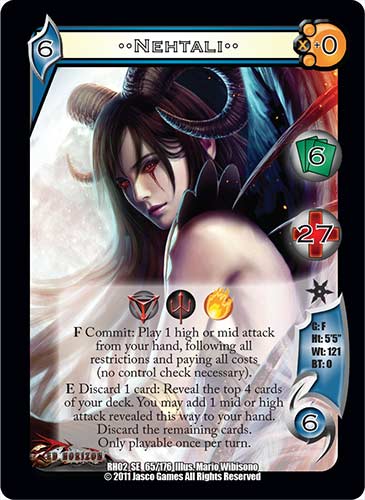 6
••NEHTALI••
X +0
6
27
G: F
Ht: 5'5"
Wt: 121
BT: 0
F Commit: Play 1 high or mid attack
from your hand, following all
restrictions and paying all costs
(no control check necessary).
E Discard 1 card: Reveal the top 4 cards
of your deck. You may add 1 mid or high
attack revealed this way to your hand.
Discard the remaining cards.
Only playable once per turn.
6
RED HORIZON
RH02_SE_65/176 Illus. Mario Wibisono
© 2011 Jasco Games All Rights Reserved